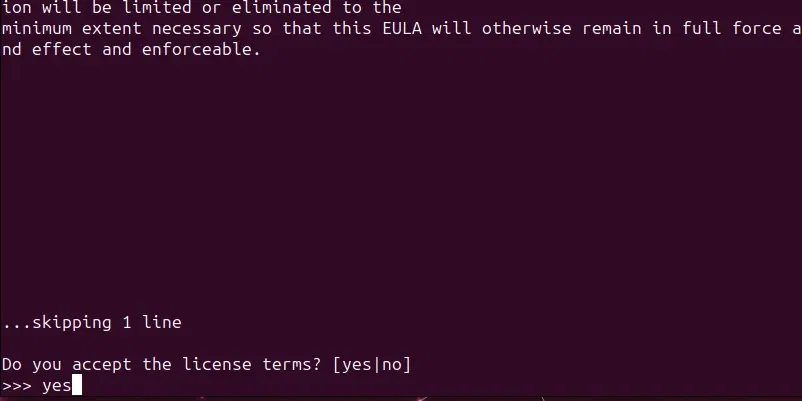 ion will be limited or eliminated to the
minimum extent necessary so that this EULA will otherwise remain in full force a
nd effect and enforceable.
...skipping 1 line
Do you accept the license terms? [yes|no]
>>> yes